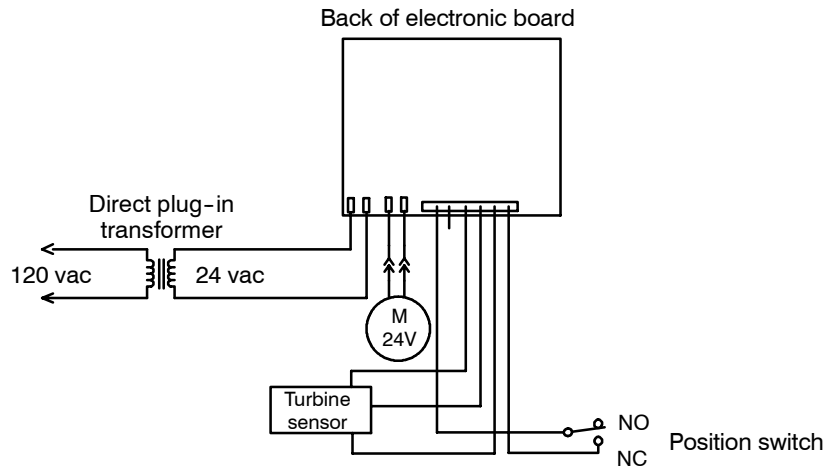 Back of electronic board
Direct plug-in
transformer
120 vac
24 vac
M
24V
Turbine
sensor
NO
Position switch
NC